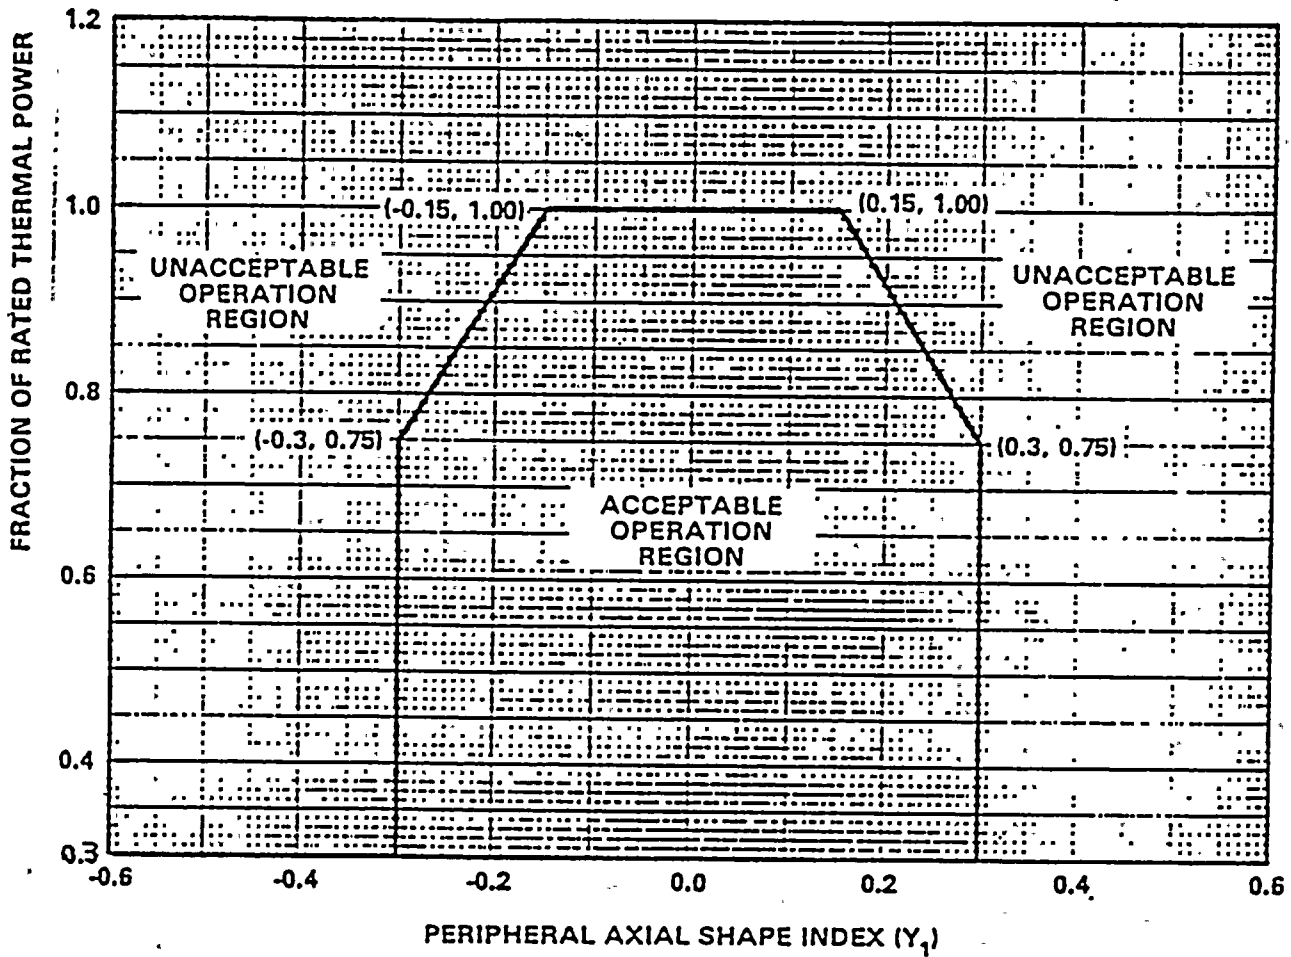 FRACTION OF RATED THERMAL POWER
1.2
1.0
0.8
0.6
0.4
0.3
(-0.15, 1.00)
(0.15, 1.00)
UNACCEPTABLE
OPERATION
REGION
UNACCEPTABLE
OPERATION
REGION
(-0.3, 0.75)
(0.3, 0.75)
ACCEPTABLE
OPERATION
REGION
-0.6
-0.4
-0.2
0.0
0.2
0.4
0.6
PERIPHERAL AXIAL SHAPE INDEX (Y1)